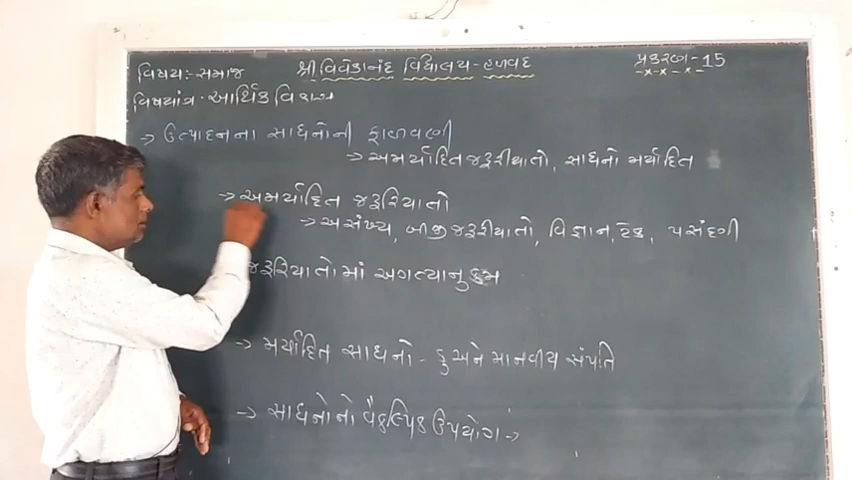 વિષય:- સમાજ શ્રી વિવેકાનંદ વિદ્યાલય - હળવદ પ્રકરણ - 15
વિષયાંગ - આર્થિક વિકાસ
→ ઉત્પાદનના સાધનોની ફાળવણી
→ અમર્યાદિત જરૂરીયાતો, સાધનો મર્યાદિત
→ અમર્યાદિત જરૂરિયાતો
→ અસંખ્ય, બીજી જરૂરીયાતો, વિજ્ઞાન, ટેક, પસંદગી
જરૂરિયાતોમાં અગત્યાનુક્રમ
→ મર્યાદિત સાધનો - કુ અને માનવીય સંપતિ
→ સાધનોનો વૈકલ્પિક ઉપયોગ →